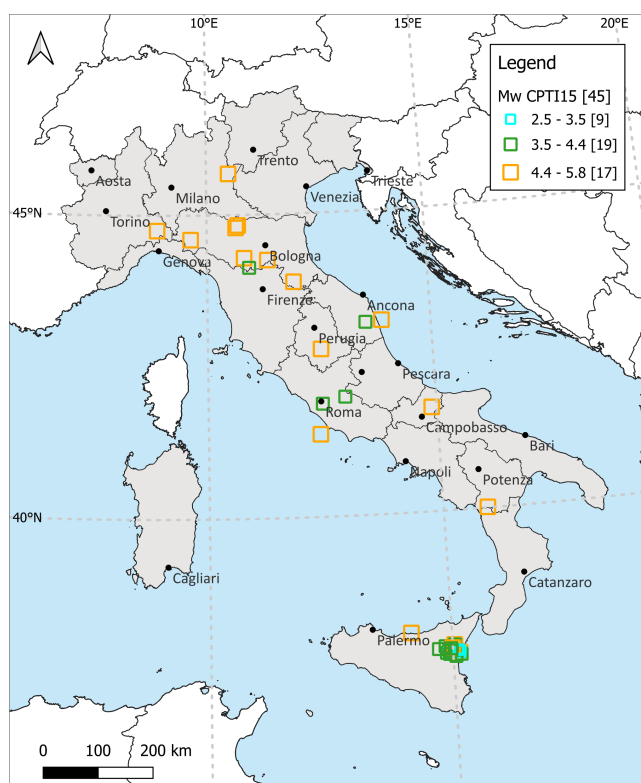 10°E
15°E
20°E
Legend
Mw CPTI15 [45]
2.5 - 3.5 [9]
3.5 - 4.4 [19]
4.4 - 5.8 [17]
Trento
Aosta
Trieste
Milano
Venezia
45°N
Torino
Bologna
Genova
Firenze
Ancona
Perugia
Pescara
Roma
Campobasso
Bari
Napoli
Potenza
40°N
Cagliari
Catanzaro
Palermo
0 100 200 km